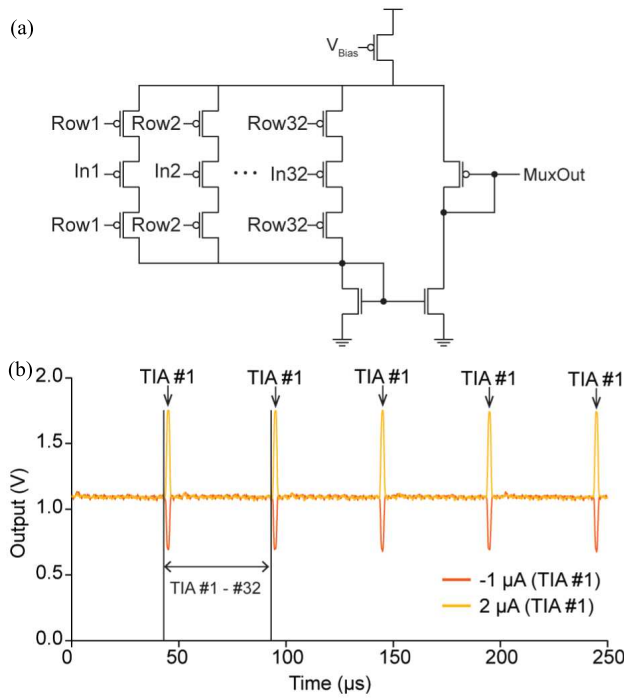 (a)
V_Bias
Row1 Row2 Row32
In1 In2 ••• In32 MuxOut
Row1 Row2 Row32
(b)
TIA #1 TIA #1 TIA #1 TIA #1 TIA #1
2.0
1.5
1.0
0.5
0.0
Output (V)
TIA #1 - #32
-1 µA (TIA #1)
2 µA (TIA #1)
0 50 100 150 200 250
Time (µs)